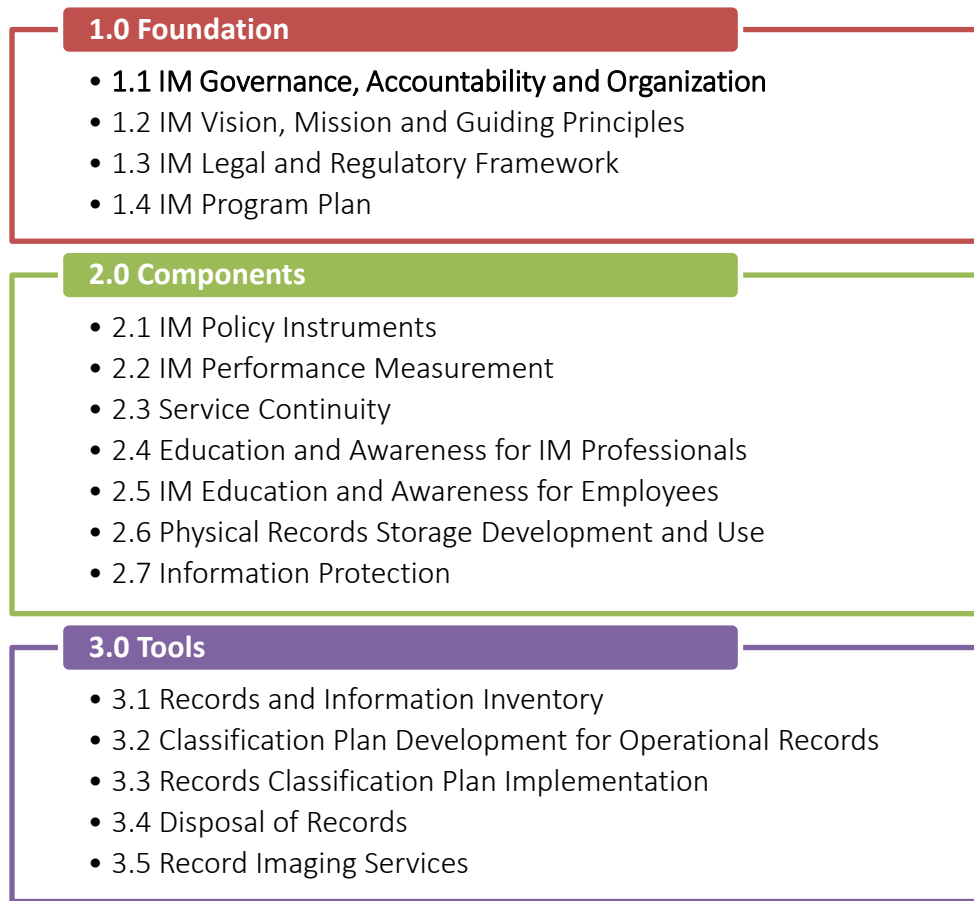 1.0 Foundation
• 1.1 IM Governance, Accountability and Organization
• 1.2 IM Vision, Mission and Guiding Principles
• 1.3 IM Legal and Regulatory Framework
• 1.4 IM Program Plan
2.0 Components
• 2.1 IM Policy Instruments
• 2.2 IM Performance Measurement
• 2.3 Service Continuity
• 2.4 Education and Awareness for IM Professionals
• 2.5 IM Education and Awareness for Employees
• 2.6 Physical Records Storage Development and Use
• 2.7 Information Protection
3.0 Tools
• 3.1 Records and Information Inventory
• 3.2 Classification Plan Development for Operational Records
• 3.3 Records Classification Plan Implementation
• 3.4 Disposal of Records
• 3.5 Record Imaging Services